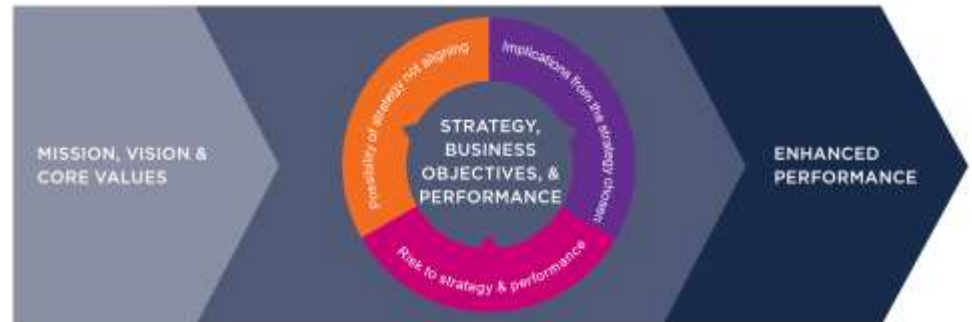 MISSION, VISION &
CORE VALUES
Possibility of strategy not aligning
Implications from the strategy chosen
STRATEGY,
BUSINESS
OBJECTIVES, &
PERFORMANCE
Risk to strategy & performance
ENHANCED
PERFORMANCE